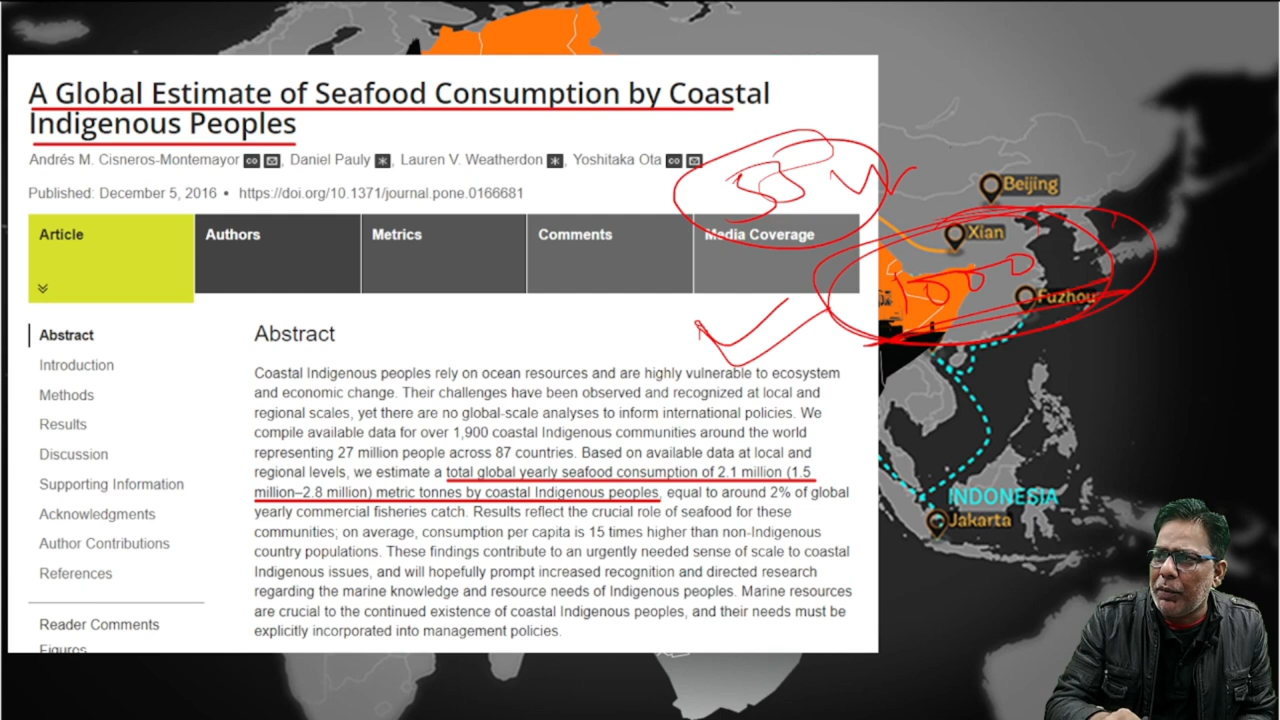 A Global Estimate of Seafood Consumption by Coastal
Indigenous Peoples
Andrés M. Cisneros-Montemayor , Daniel Pauly , Lauren V. Weatherdon , Yoshitaka Ota
Published: December 5, 2016 • https://doi.org/10.1371/journal.pone.0166681
Article
Authors
Metrics
Comments
Media Coverage
Abstract
Introduction
Methods
Results
Discussion
Supporting Information
Acknowledgments
Author Contributions
References
Reader Comments
Figures
Abstract
Coastal Indigenous peoples rely on ocean resources and are highly vulnerable to ecosystem
and economic change. Their challenges have been observed and recognized at local and
regional scales, yet there are no global-scale analyses to inform international policies. We
compile available data for over 1,900 coastal Indigenous communities around the world
representing 27 million people across 87 countries. Based on available data at local and
regional levels, we estimate a total global yearly seafood consumption of 2.1 million (1.5
million–2.8 million) metric tonnes by coastal Indigenous peoples, equal to around 2% of global
yearly commercial fisheries catch. Results reflect the crucial role of seafood for these
communities; on average, consumption per capita is 15 times higher than non-Indigenous
country populations. These findings contribute to an urgently needed sense of scale to coastal
Indigenous issues, and will hopefully prompt increased recognition and directed research
regarding the marine knowledge and resource needs of Indigenous peoples. Marine resources
are crucial to the continued existence of coastal Indigenous peoples, and their needs must be
explicitly incorporated into management policies.
Beijing
Xian
1000
Fuzhou
INDONESIA
Jakarta